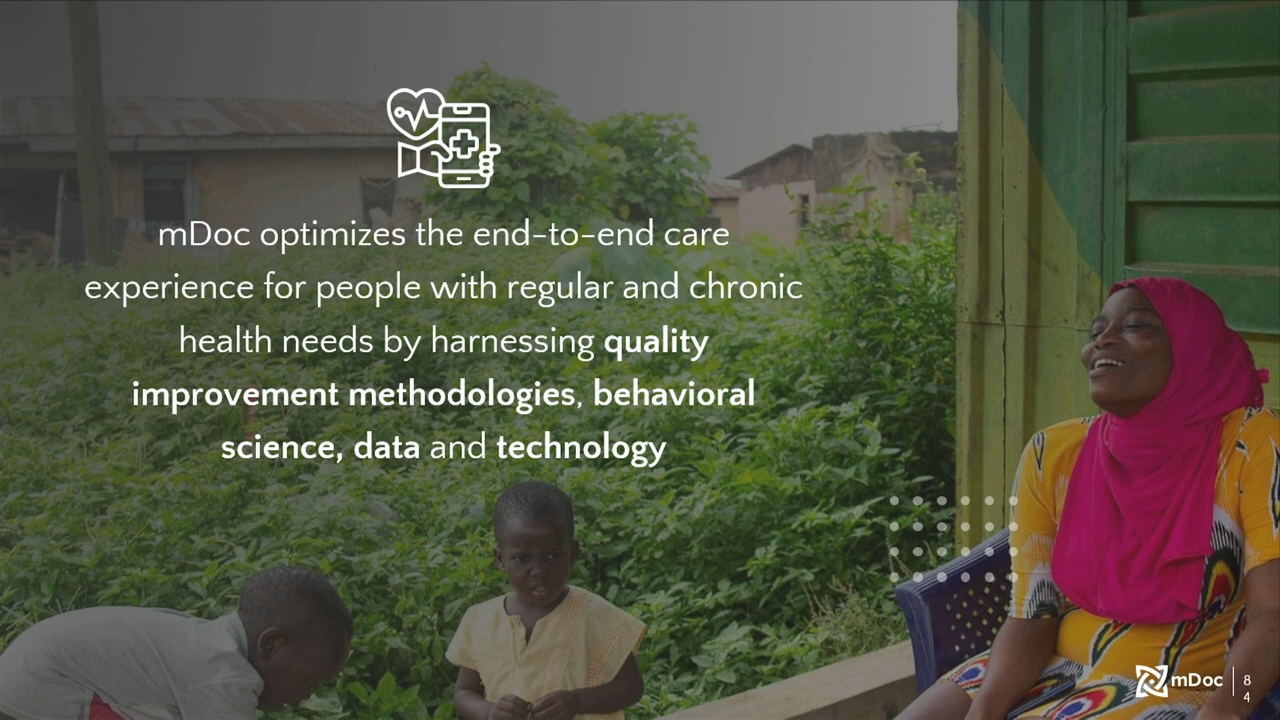 mDoc optimizes the end-to-end care
experience for people with regular and chronic
health needs by harnessing quality
improvement methodologies, behavioral
science, data and technology
mDoc
8
4